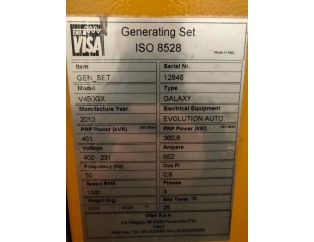 VISA
Generating Set
ISO 8528
Made in Italy
Item
Serial Nr.
GEN_SET
12846
Model
Type
V450GX
GALAXY
Manufacture Year
Electrical Equipment
2013
EVOLUTION AUTO
PRP Power (kVA)
PRP Power (kW)
451
360,8
Voltage
Ampere
400 - 231
652
Frequency (Hz)
Cos Fi
50
0,8
Speed RPM
Phases
1500
3
Weight (kg)
Site Temp. °C
25
VISA S.p.A.
ITALY